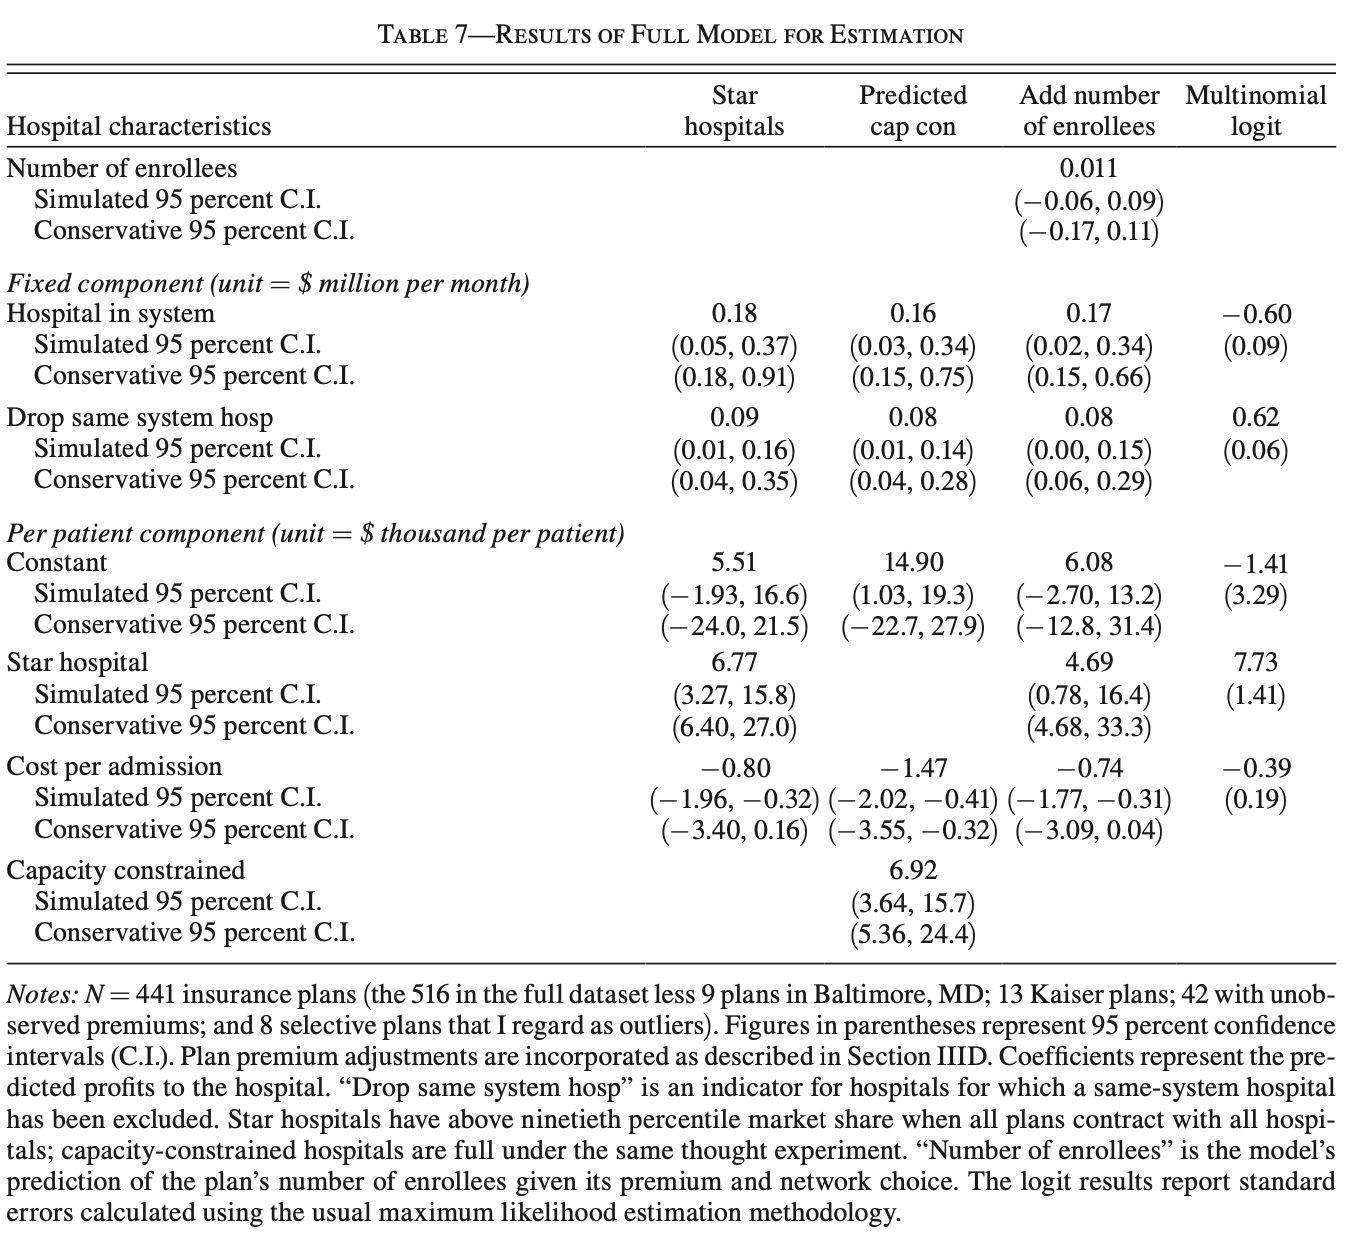 TABLE 7—RESULTS OF FULL MODEL FOR ESTIMATION
Hospital characteristics Star hospitals Predicted cap con Add number of enrollees Multinomial logit
Number of enrollees 0.011
Simulated 95 percent C.I. (−0.06, 0.09)
Conservative 95 percent C.I. (−0.17, 0.11)
Fixed component (unit = $ million per month)
Hospital in system 0.18 0.16 0.17 −0.60
Simulated 95 percent C.I. (0.05, 0.37) (0.03, 0.34) (0.02, 0.34) (0.09)
Conservative 95 percent C.I. (0.18, 0.91) (0.15, 0.75) (0.15, 0.66)
Drop same system hosp 0.09 0.08 0.08 0.62
Simulated 95 percent C.I. (0.01, 0.16) (0.01, 0.14) (0.00, 0.15) (0.06)
Conservative 95 percent C.I. (0.04, 0.35) (0.04, 0.28) (0.06, 0.29)
Per patient component (unit = $ thousand per patient)
Constant 5.51 14.90 6.08 −1.41
Simulated 95 percent C.I. (−1.93, 16.6) (1.03, 19.3) (−2.70, 13.2) (3.29)
Conservative 95 percent C.I. (−24.0, 21.5) (−22.7, 27.9) (−12.8, 31.4)
Star hospital 6.77 4.69 7.73
Simulated 95 percent C.I. (3.27, 15.8) (0.78, 16.4) (1.41)
Conservative 95 percent C.I. (6.40, 27.0) (4.68, 33.3)
Cost per admission −0.80 −1.47 −0.74 −0.39
Simulated 95 percent C.I. (−1.96, −0.32) (−2.02, −0.41) (−1.77, −0.31) (0.19)
Conservative 95 percent C.I. (−3.40, 0.16) (−3.55, −0.32) (−3.09, 0.04)
Capacity constrained 6.92
Simulated 95 percent C.I. (3.64, 15.7)
Conservative 95 percent C.I. (5.36, 24.4)
Notes: N = 441 insurance plans (the 516 in the full dataset less 9 plans in Baltimore, MD; 13 Kaiser plans; 42 with unob-
served premiums; and 8 selective plans that I regard as outliers). Figures in parentheses represent 95 percent confidence
intervals (C.I.). Plan premium adjustments are incorporated as described in Section IIID. Coefficients represent the pre-
dicted profits to the hospital. “Drop same system hosp” is an indicator for hospitals for which a same-system hospital
has been excluded. Star hospitals have above ninetieth percentile market share when all plans contract with all hospi-
tals; capacity-constrained hospitals are full under the same thought experiment. “Number of enrollees” is the model’s
prediction of the plan’s number of enrollees given its premium and network choice. The logit results report standard
errors calculated using the usual maximum likelihood estimation methodology.